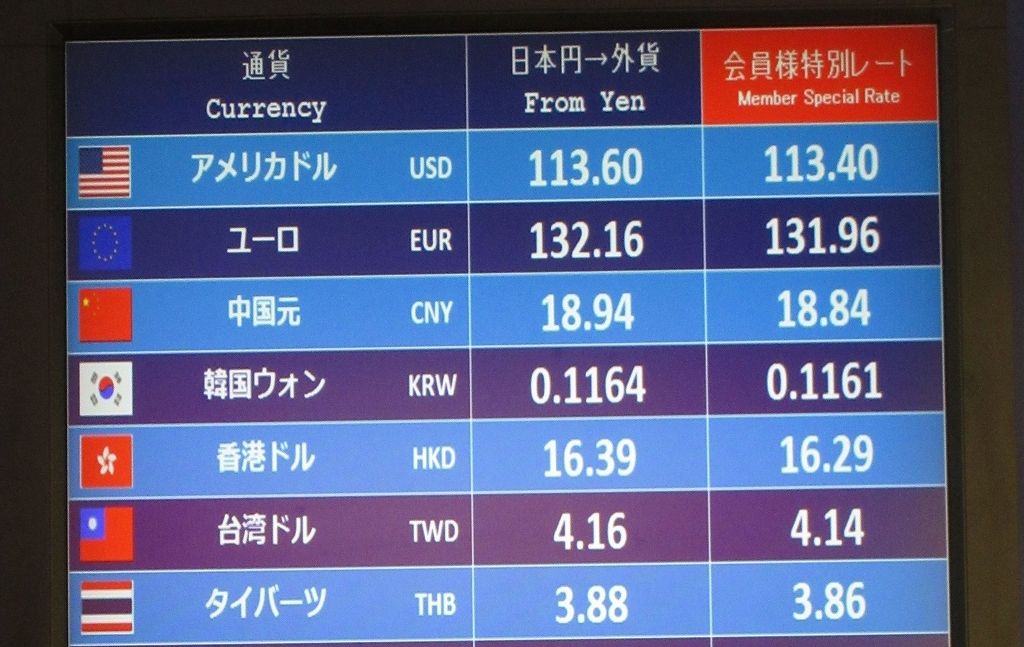 通貨
Currency
日本円→外貨
From Yen
会員様特別レート
Member Special Rate
アメリカドル USD 113.60 113.40
ユーロ EUR 132.16 131.96
中国元 CNY 18.94 18.84
韓国ウォン KRW 0.1164 0.1161
香港ドル HKD 16.39 16.29
台湾ドル TWD 4.16 4.14
タイバーツ THB 3.88 3.86